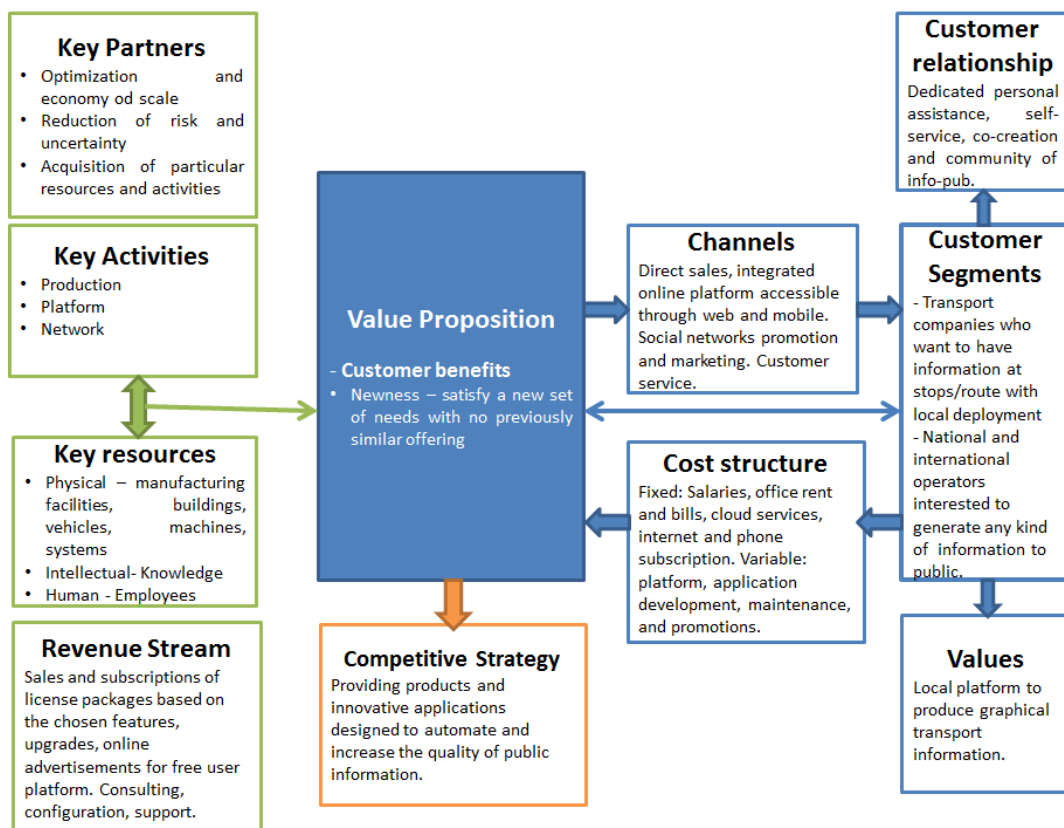 Key Partners
• Optimization and
economy od scale
• Reduction of risk and
uncertainty
• Acquisition of particular
resources and activities
Key Activities
• Production
• Platform
• Network
Key resources
• Physical – manufacturing
facilities, buildings,
vehicles, machines,
systems
• Intellectual- Knowledge
• Human - Employees
Revenue Stream
Sales and subscriptions of
license packages based on
the chosen features,
upgrades, online
advertisements for free user
platform. Consulting,
configuration, support.
Value Proposition
- Customer benefits
• Newness – satisfy a new set
of needs with no previously
similar offering
Competitive Strategy
Providing products and
innovative applications
designed to automate and
increase the quality of public
information.
Channels
Direct sales, integrated
online platform accessible
through web and mobile.
Social networks promotion
and marketing. Customer
service.
Cost structure
Fixed: Salaries, office rent
and bills, cloud services,
internet and phone
subscription. Variable:
platform, application
development, maintenance,
and promotions.
Customer
relationship
Dedicated personal
assistance, self-
service, co-creation
and community of
info-pub.
Customer
Segments
- Transport
companies who
want to have
information at
stops/route with
local deployment
- National and
international
operators
interested to
generate any kind
of information to
public.
Values
Local platform to
produce graphical
transport
information.